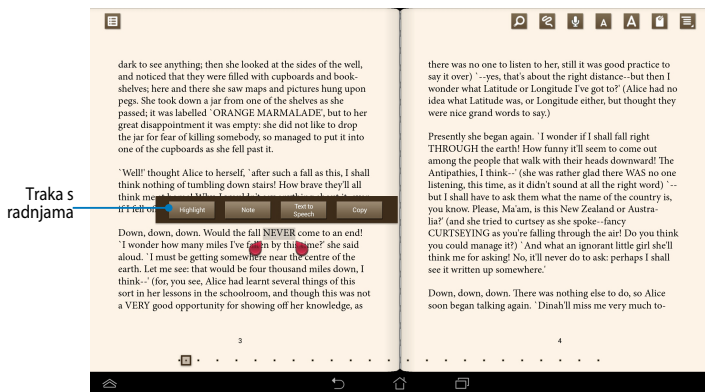 A A
dark to see anything; then she looked at the sides of the well,
and noticed that they were filled with cupboards and book-
shelves; here and there she saw maps and pictures hung upon
pegs. She took down a jar from one of the shelves as she
passed; it was labelled `ORANGE MARMALADE', but to her
great disappointment it was empty: she did not like to drop
the jar for fear of killing somebody, so managed to put it into
one of the cupboards as she fell past it.
`Well!' thought Alice to herself, `after such a fall as this, I shall
think nothing of tumbling down stairs! How brave they'll all
think
if I fell
Traka s
radnjama
Highlight
Note
Text to
Speech
Copy
Down, down, down. Would the fall NEVER come to an end!
`I wonder how many miles I've fallen by this time?' she said
aloud. `I must be getting somewhere near the centre of the
earth. Let me see: that would be four thousand miles down, I
think--' (for, you see, Alice had learnt several things of this
sort in her lessons in the schoolroom, and though this was not
a VERY good opportunity for showing off her knowledge, as
3
there was no one to listen to her, still it was good practice to
say it over) `--yes, that's about the right distance--but then I
wonder what Latitude or Longitude I've got to?' (Alice had no
idea what Latitude was, or Longitude either, but thought they
were nice grand words to say.)
Presently she began again. `I wonder if I shall fall right
THROUGH the earth! How funny it'll seem to come out
among the people that walk with their heads downward! The
Antipathies, I think--' (she was rather glad there WAS no one
listening, this time, as it didn't sound at all the right word) `--
but I shall have to ask them what the name of the country is,
you know. Please, Ma'am, is this New Zealand or Austra-
lia?' (and she tried to curtsey as she spoke--fancy
CURTSEYING as you're falling through the air! Do you think
you could manage it?) `And what an ignorant little girl she'll
think me for asking! No, it'll never do to ask: perhaps I shall
see it written up somewhere.'
Down, down, down. There was nothing else to do, so Alice
soon began talking again. `Dinah'll miss me very much to-
4